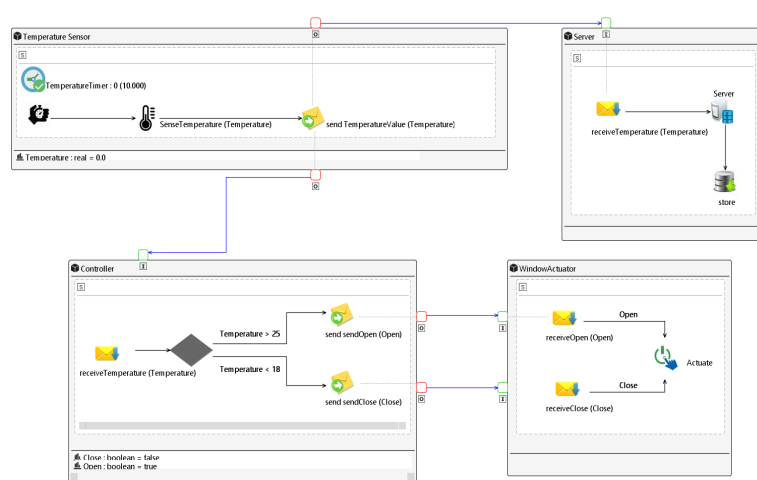 O
I
Temperature Sensor
Server
S
S
TemperatureTimer : 0 (10.000)
Server
SenseTemperature (Temperature)
send TemperatureValue (Temperature)
receiveTemperature (Temperature)
Temperature : real = 0.0
O
store
I
Controller
WindowActuator
S
S
Temperature > 25
Open
send sendOpen (Open)
O
I
receiveOpen (Open)
Actuate
receiveTemperature (Temperature)
Temperature < 18
Close
send sendClose (Close)
O
I
receiveClose (Close)
Close : boolean = false
Open : boolean = true